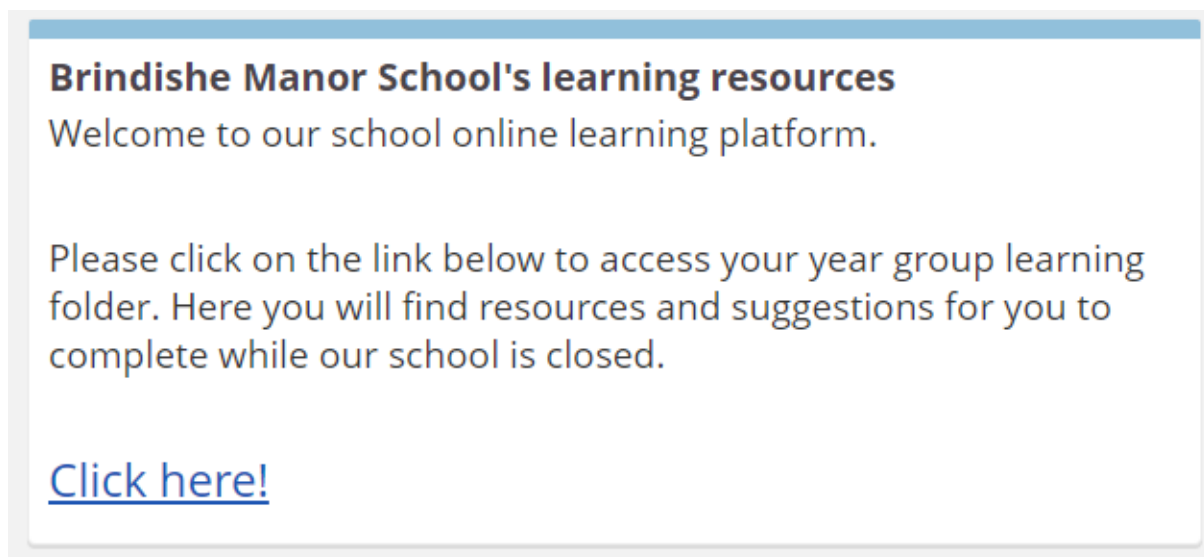 Brindishe Manor School's learning resources
Welcome to our school online learning platform.
Please click on the link below to access your year group learning
folder. Here you will find resources and suggestions for you to
complete while our school is closed.
Click here!